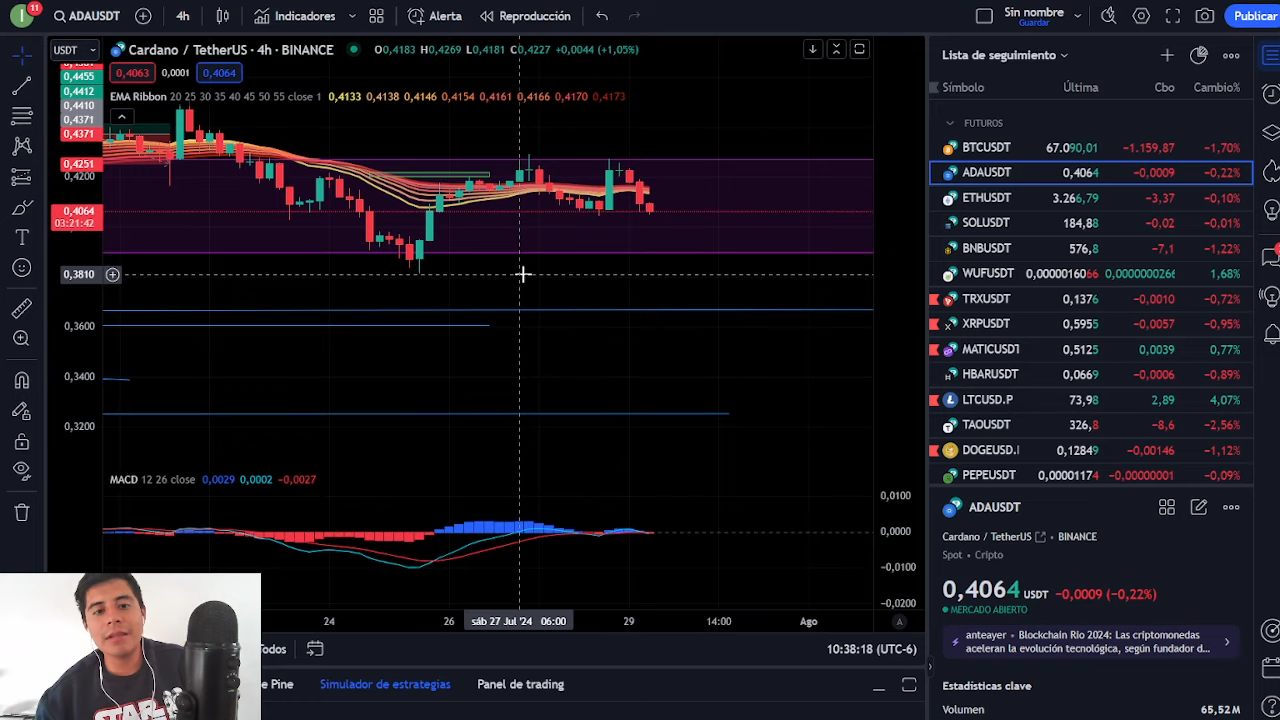 11
ADAUSDT
4h
Indicadores
Alerta
Reproducción
Sin nombre
Guardar
Publicar
USDT
Cardano / TetherUS · 4h · BINANCE
O0,4183 H0,4269 L0,4181 C0,4227 +0,0044 (+1,05%)
0,4063
0,0001
0,4064
EMA Ribbon 20 25 30 35 40 45 50 55 close 1 0,4133 0,4138 0,4146 0,4154 0,4161 0,4166 0,4170 0,4173
0,4455
0,4412
0,4410
0,4371
0,4371
0,4251
0,4200
0,4064
03:21:42
0,3810
0,3600
0,3400
0,3200
MACD 12 26 close 0,0029 0,0002 −0,0027
0,0100
0,0000
−0,0100
−0,0200
24
26
sáb 27 Jul '24 06:00
29
14:00
Ago
A
Todos
10:38:18 (UTC-6)
e Pine
Simulador de estrategias
Panel de trading
Lista de seguimiento
Símbolo Última Cbo Cambio%
FUTUROS
BTCUSDT 67.090,01 −1.159,87 −1,70%
ADAUSDT 0,4064 −0,0009 −0,22%
ETHUSDT 3.266,79 −3,37 −0,10%
SOLUSDT 184,88 −0,02 −0,01%
BNBUSDT 576,8 −7,1 −1,22%
WUFUSDT 0,0000016066 0,0000000266 1,68%
TRXUSDT 0,1376 −0,0010 −0,72%
XRPUSDT 0,5955 −0,0057 −0,95%
MATICUSDT 0,5125 0,0039 0,77%
HBARUSDT 0,0669 −0,0006 −0,89%
LTCUSD.P 73,98 2,89 4,07%
TAOUSDT 326,8 −8,6 −2,56%
DOGEUSD.I 0,12849 −0,00146 −1,12%
PEPEUSDT 0,00001174 −0,00000001 −0,09%
ADAUSDT
Cardano / TetherUS · BINANCE
Spot · Cripto
0,4064 USDT −0,0009 (−0,22%)
MERCADO ABIERTO
anteayer · Blockchain Rio 2024: Las criptomonedas
aceleran la evolución tecnológica, según fundador d...
Estadísticas clave
Volumen 65,52 M